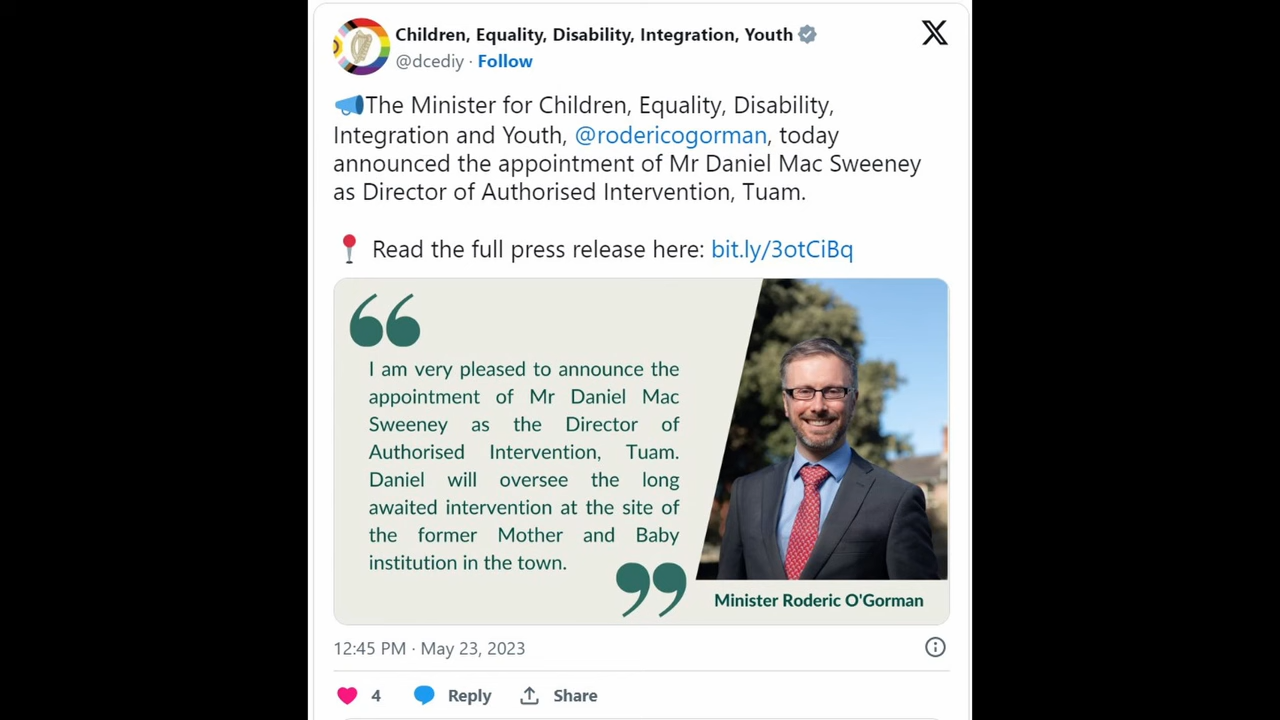 Children, Equality, Disability, Integration, Youth
@dcediy · Follow
The Minister for Children, Equality, Disability,
Integration and Youth, @rodericogorman, today
announced the appointment of Mr Daniel Mac Sweeney
as Director of Authorised Intervention, Tuam.
Read the full press release here: bit.ly/3otCiBq
“
I am very pleased to announce the
appointment of Mr Daniel Mac
Sweeney as the Director of
Authorised Intervention, Tuam.
Daniel will oversee the long
awaited intervention at the site of
the former Mother and Baby
institution in the town.
”
Minister Roderic O'Gorman
12:45 PM · May 23, 2023
4 Reply Share